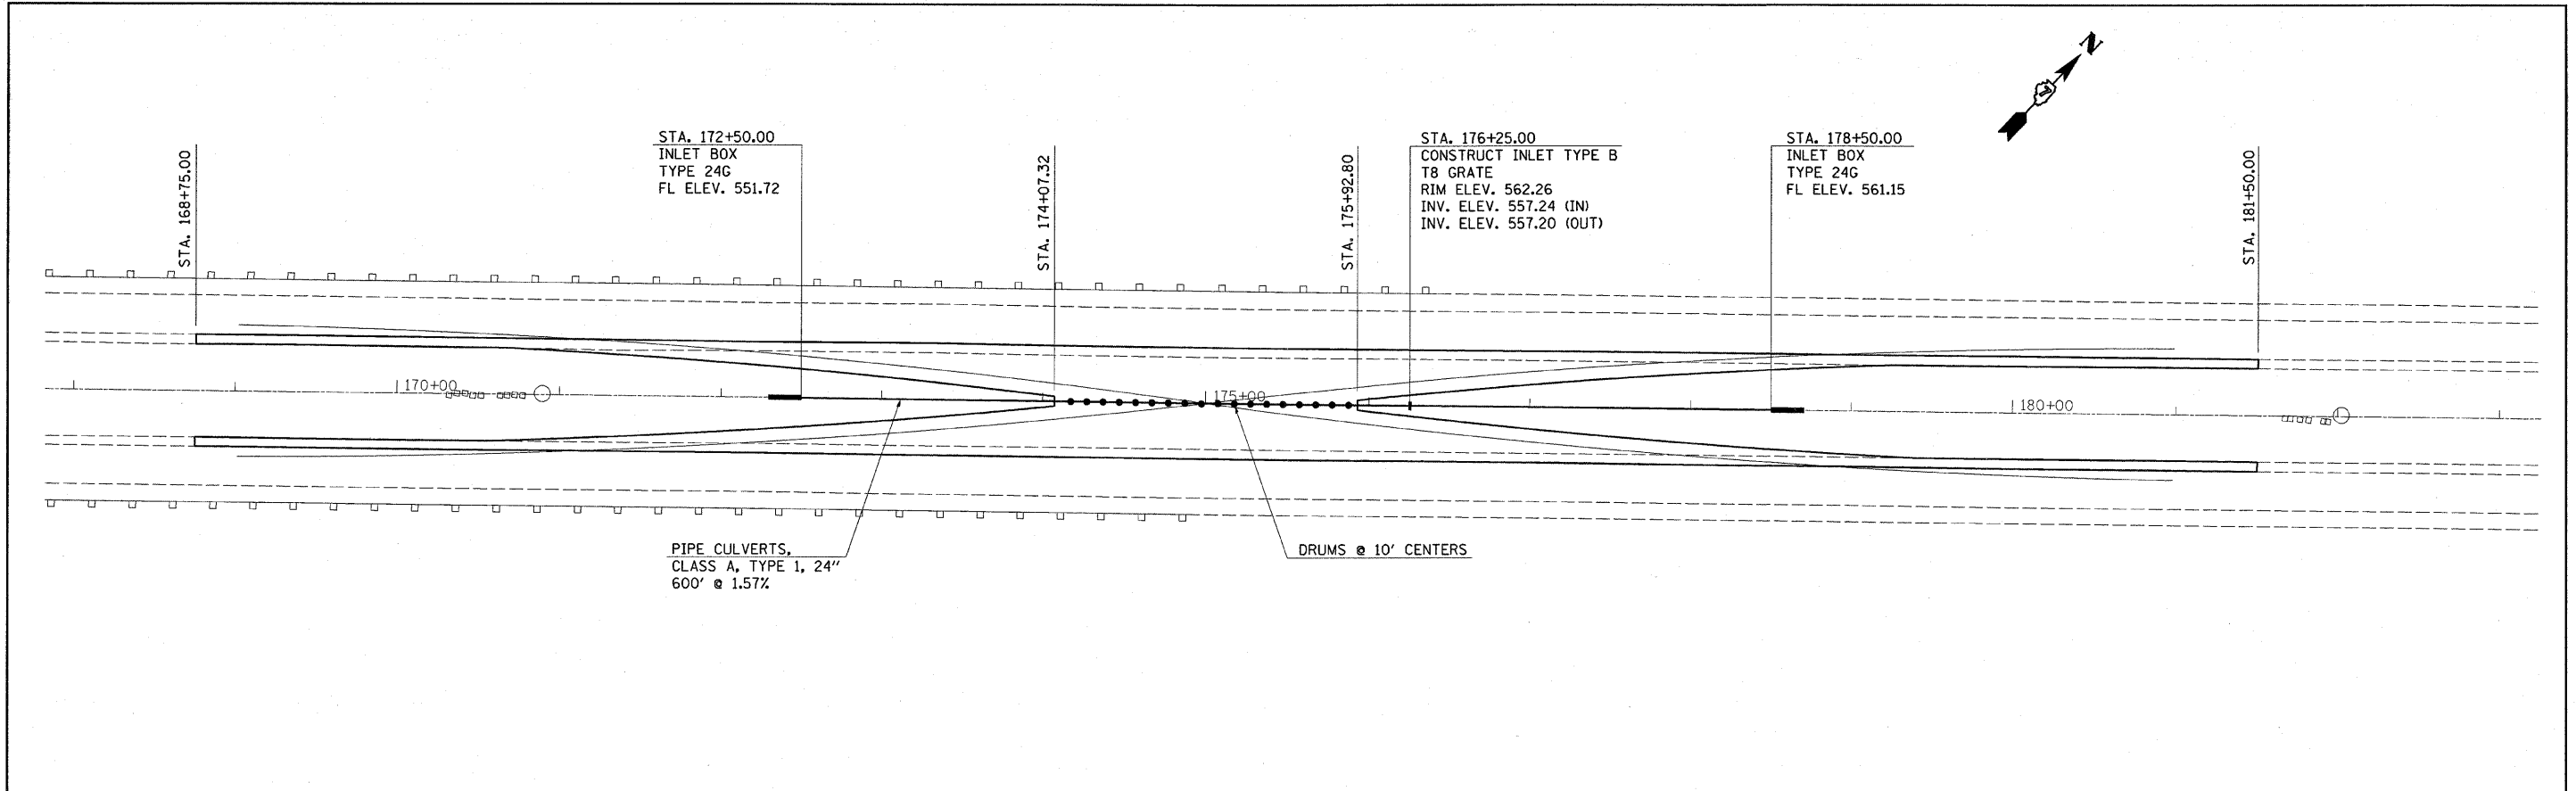 N
STA. 172+50.00
INLET BOX
TYPE 24G
FL ELEV. 551.72
STA. 176+25.00
CONSTRUCT INLET TYPE B
T8 GRATE
RIM ELEV. 562.26
INV. ELEV. 557.24 (IN)
INV. ELEV. 557.20 (OUT)
STA. 178+50.00
INLET BOX
TYPE 24G
FL ELEV. 561.15
STA. 168+75.00
STA. 174+07.32
STA. 175+92.80
STA. 181+50.00
170+00
175+00
180+00
PIPE CULVERTS,
CLASS A, TYPE 1, 24"
600' @ 1.57%
DRUMS @ 10' CENTERS